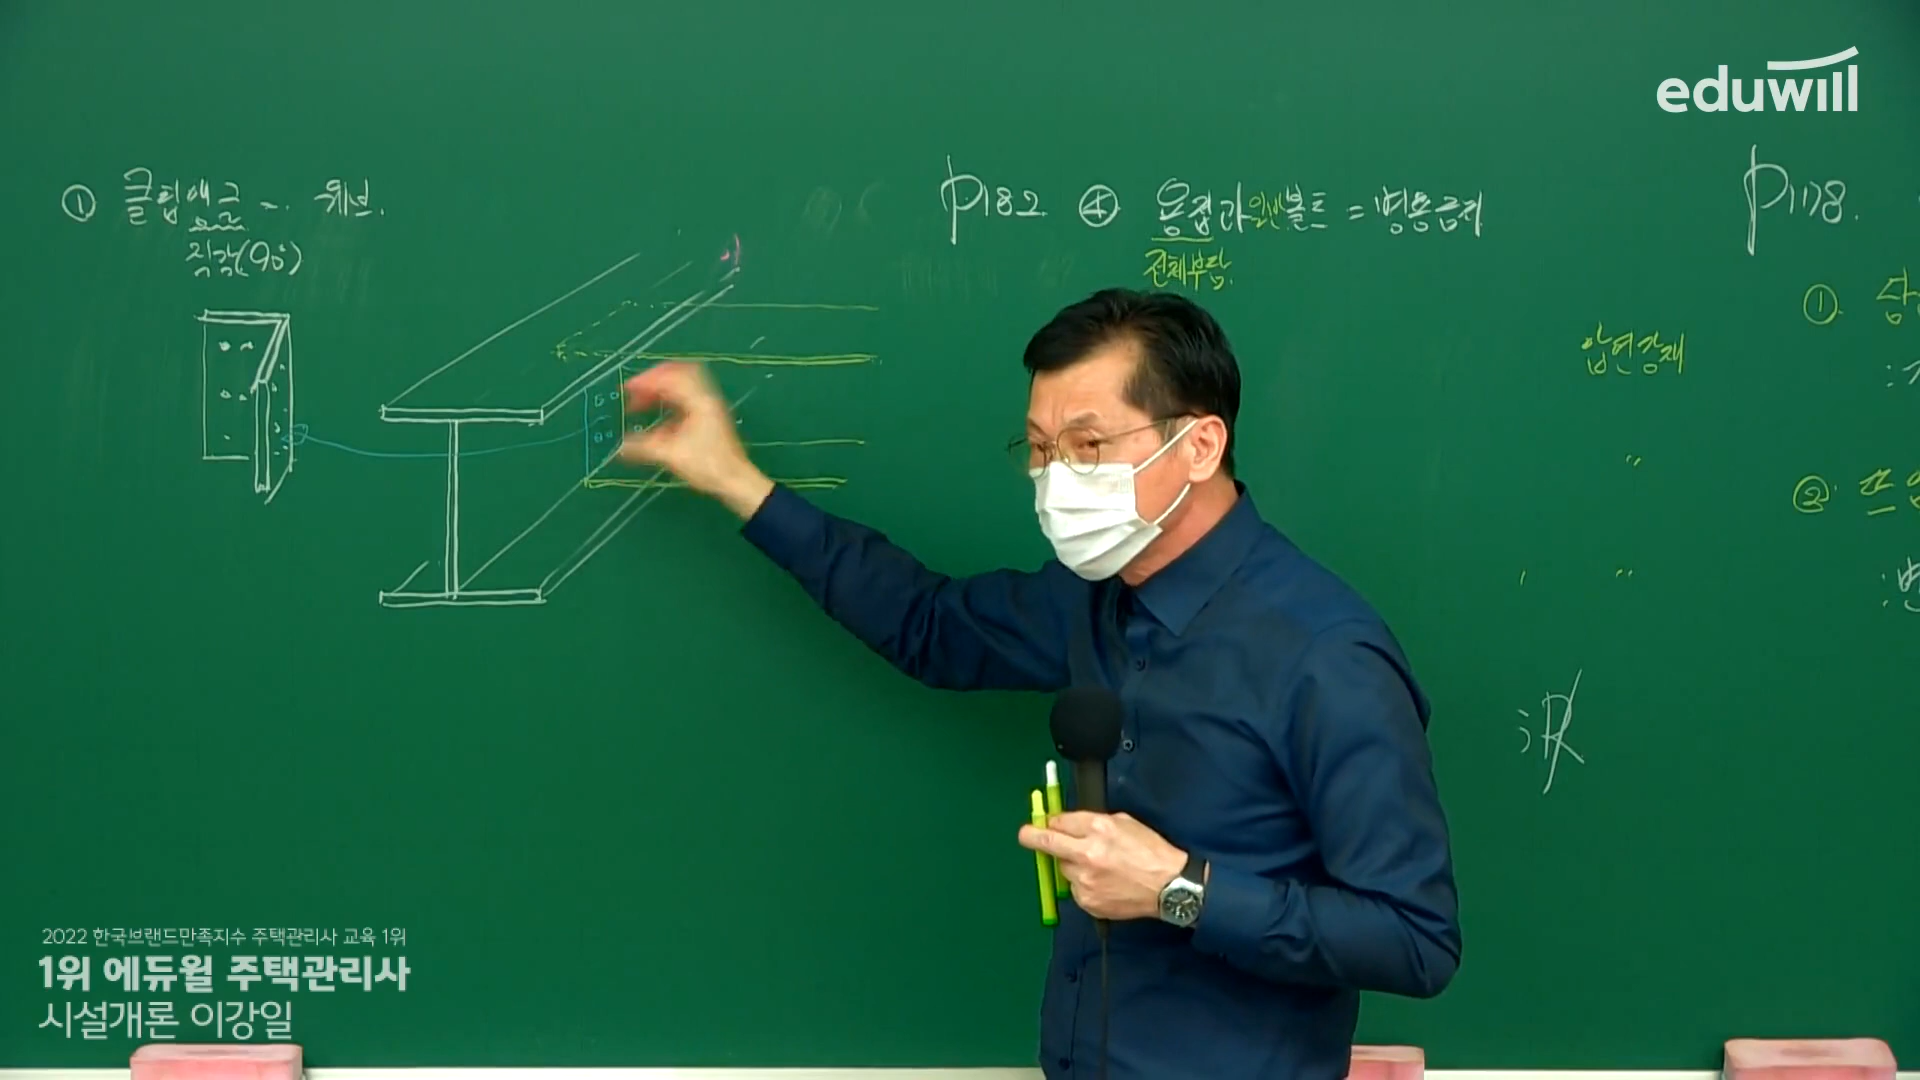 eduwill
① 클립앵글 - 웨브.
직각(90°)
P182 ④ 용접과 일반볼트 = 병용금지
전체부담.
P178.
①
압연강재
②
2022 한국브랜드만족지수 주택관리사 교육 1위
1위 에듀윌 주택관리사
시설개론 이강일